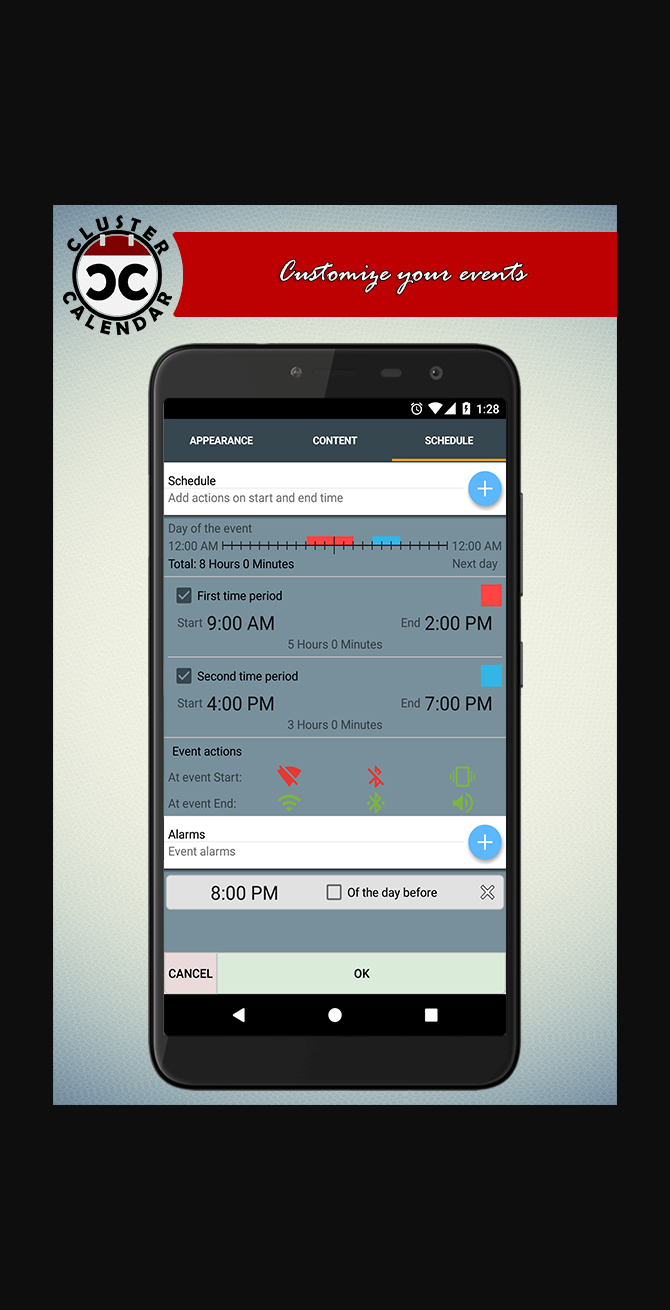 CLUSTER
CALENDAR
Customize your events
1:28
APPEARANCE CONTENT SCHEDULE
Schedule
Add actions on start and end time
Day of the event
12:00 AM 12:00 AM
Total: 8 Hours 0 Minutes Next day
First time period
Start 9:00 AM End 2:00 PM
5 Hours 0 Minutes
Second time period
Start 4:00 PM End 7:00 PM
3 Hours 0 Minutes
Event actions
At event Start:
At event End:
Alarms
Event alarms
8:00 PM Of the day before
CANCEL OK